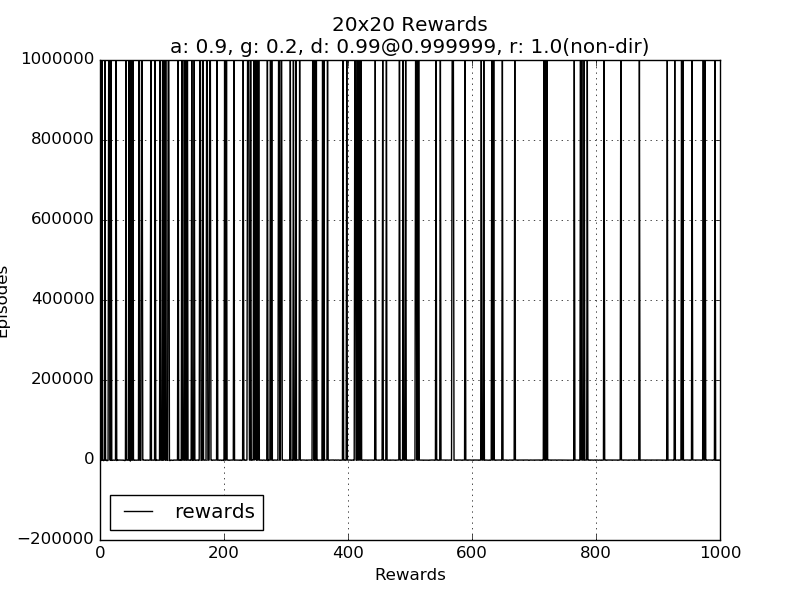 20x20 Rewards
a: 0.9, g: 0.2, d: 0.99@0.999999, r: 1.0(non-dir)
1000000
800000
600000
400000
200000
0
−200000
Episodes
rewards
0 200 400 600 800 1000
Rewards